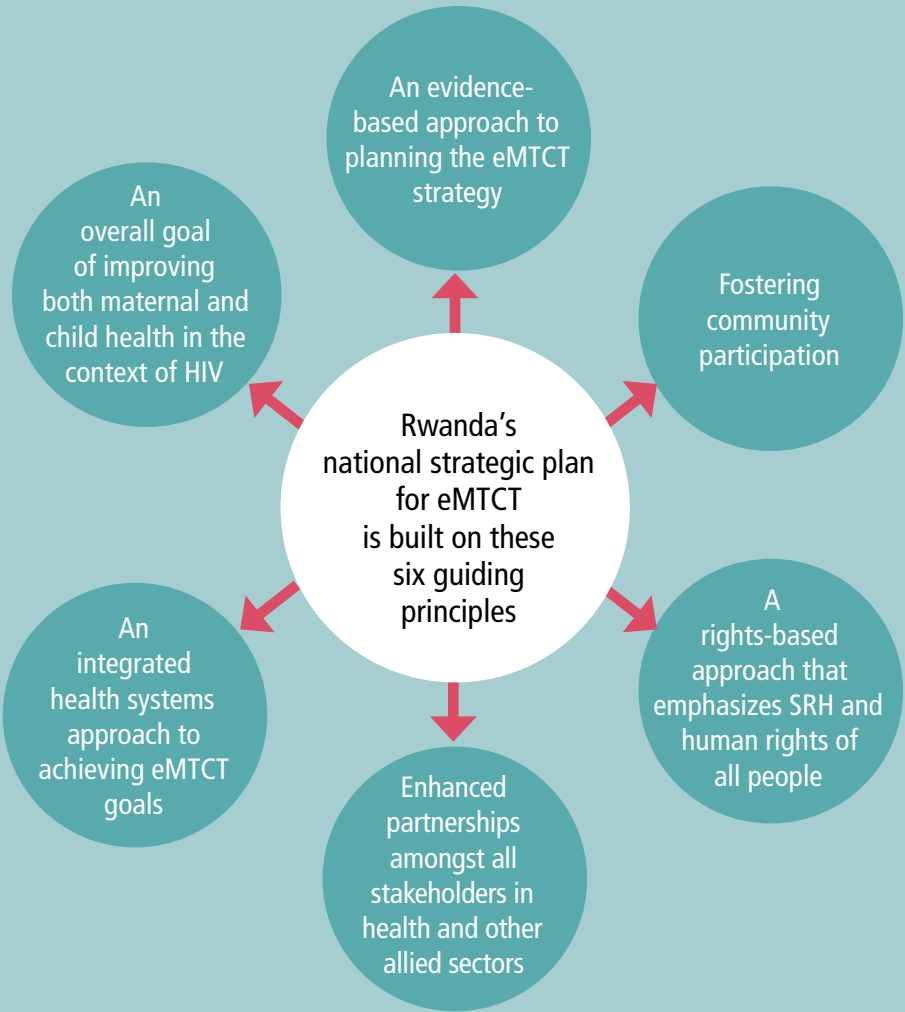 An evidence-
based approach to
planning the eMTCT
strategy
Fostering
community
participation
A
rights-based
approach that
emphasizes SRH and
human rights of
all people
Enhanced
partnerships
amongst all
stakeholders in
health and other
allied sectors
An
integrated
health systems
approach to
achieving eMTCT
goals
An
overall goal
of improving
both maternal and
child health in the
context of HIV
Rwanda’s
national strategic plan
for eMTCT
is built on these
six guiding
principles